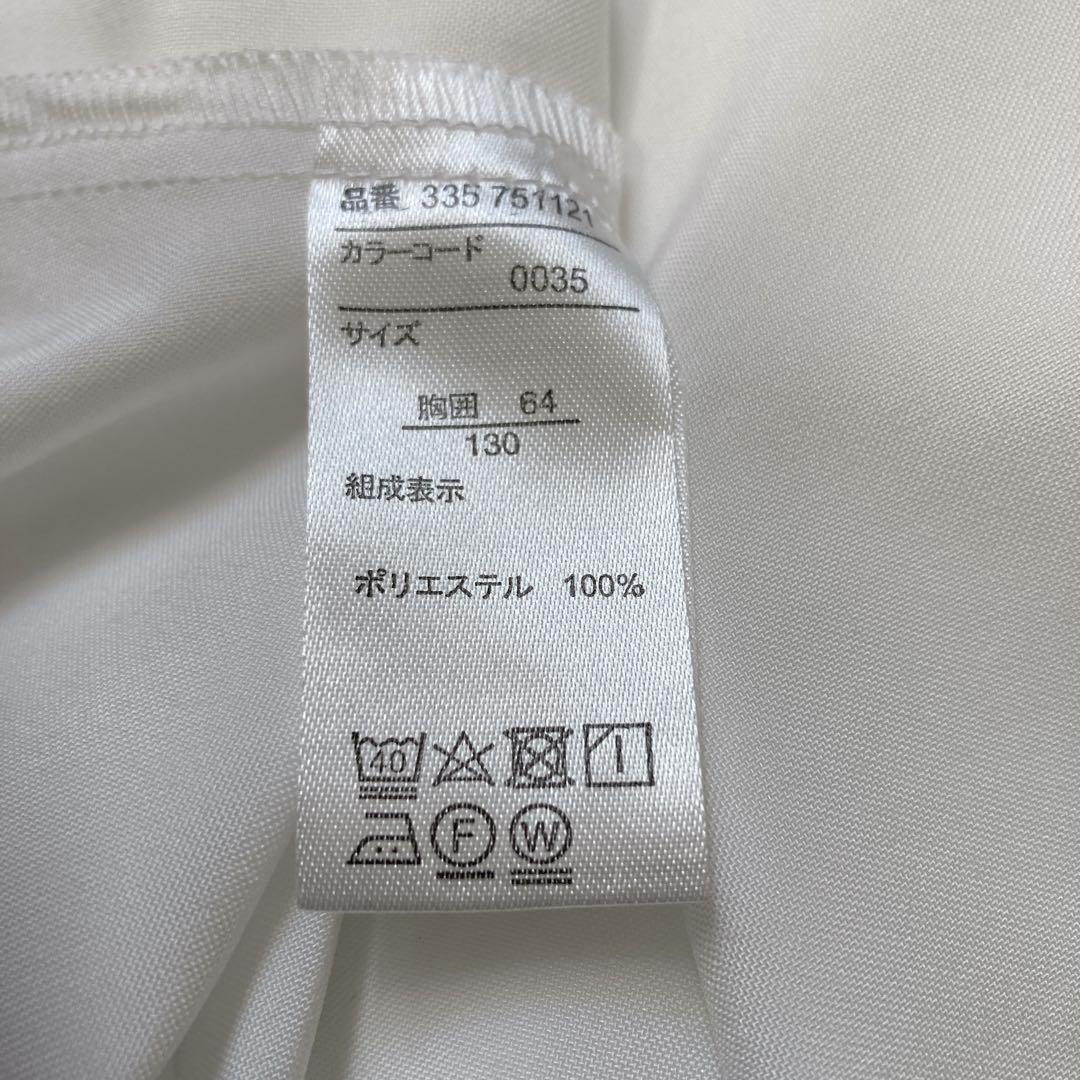 品番 335 751121
カラーコード
0035
サイズ
胸囲 64
130
組成表示
ポリエステル 100%
40
F W